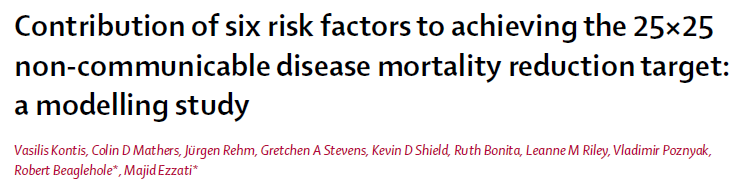 Contribution of six risk factors to achieving the 25×25
non-communicable disease mortality reduction target:
a modelling study
Vasilis Kontis, Colin D Mathers, Jürgen Rehm, Gretchen A Stevens, Kevin D Shield, Ruth Bonita, Leanne M Riley, Vladimir Poznyak,
Robert Beaglehole*, Majid Ezzati*